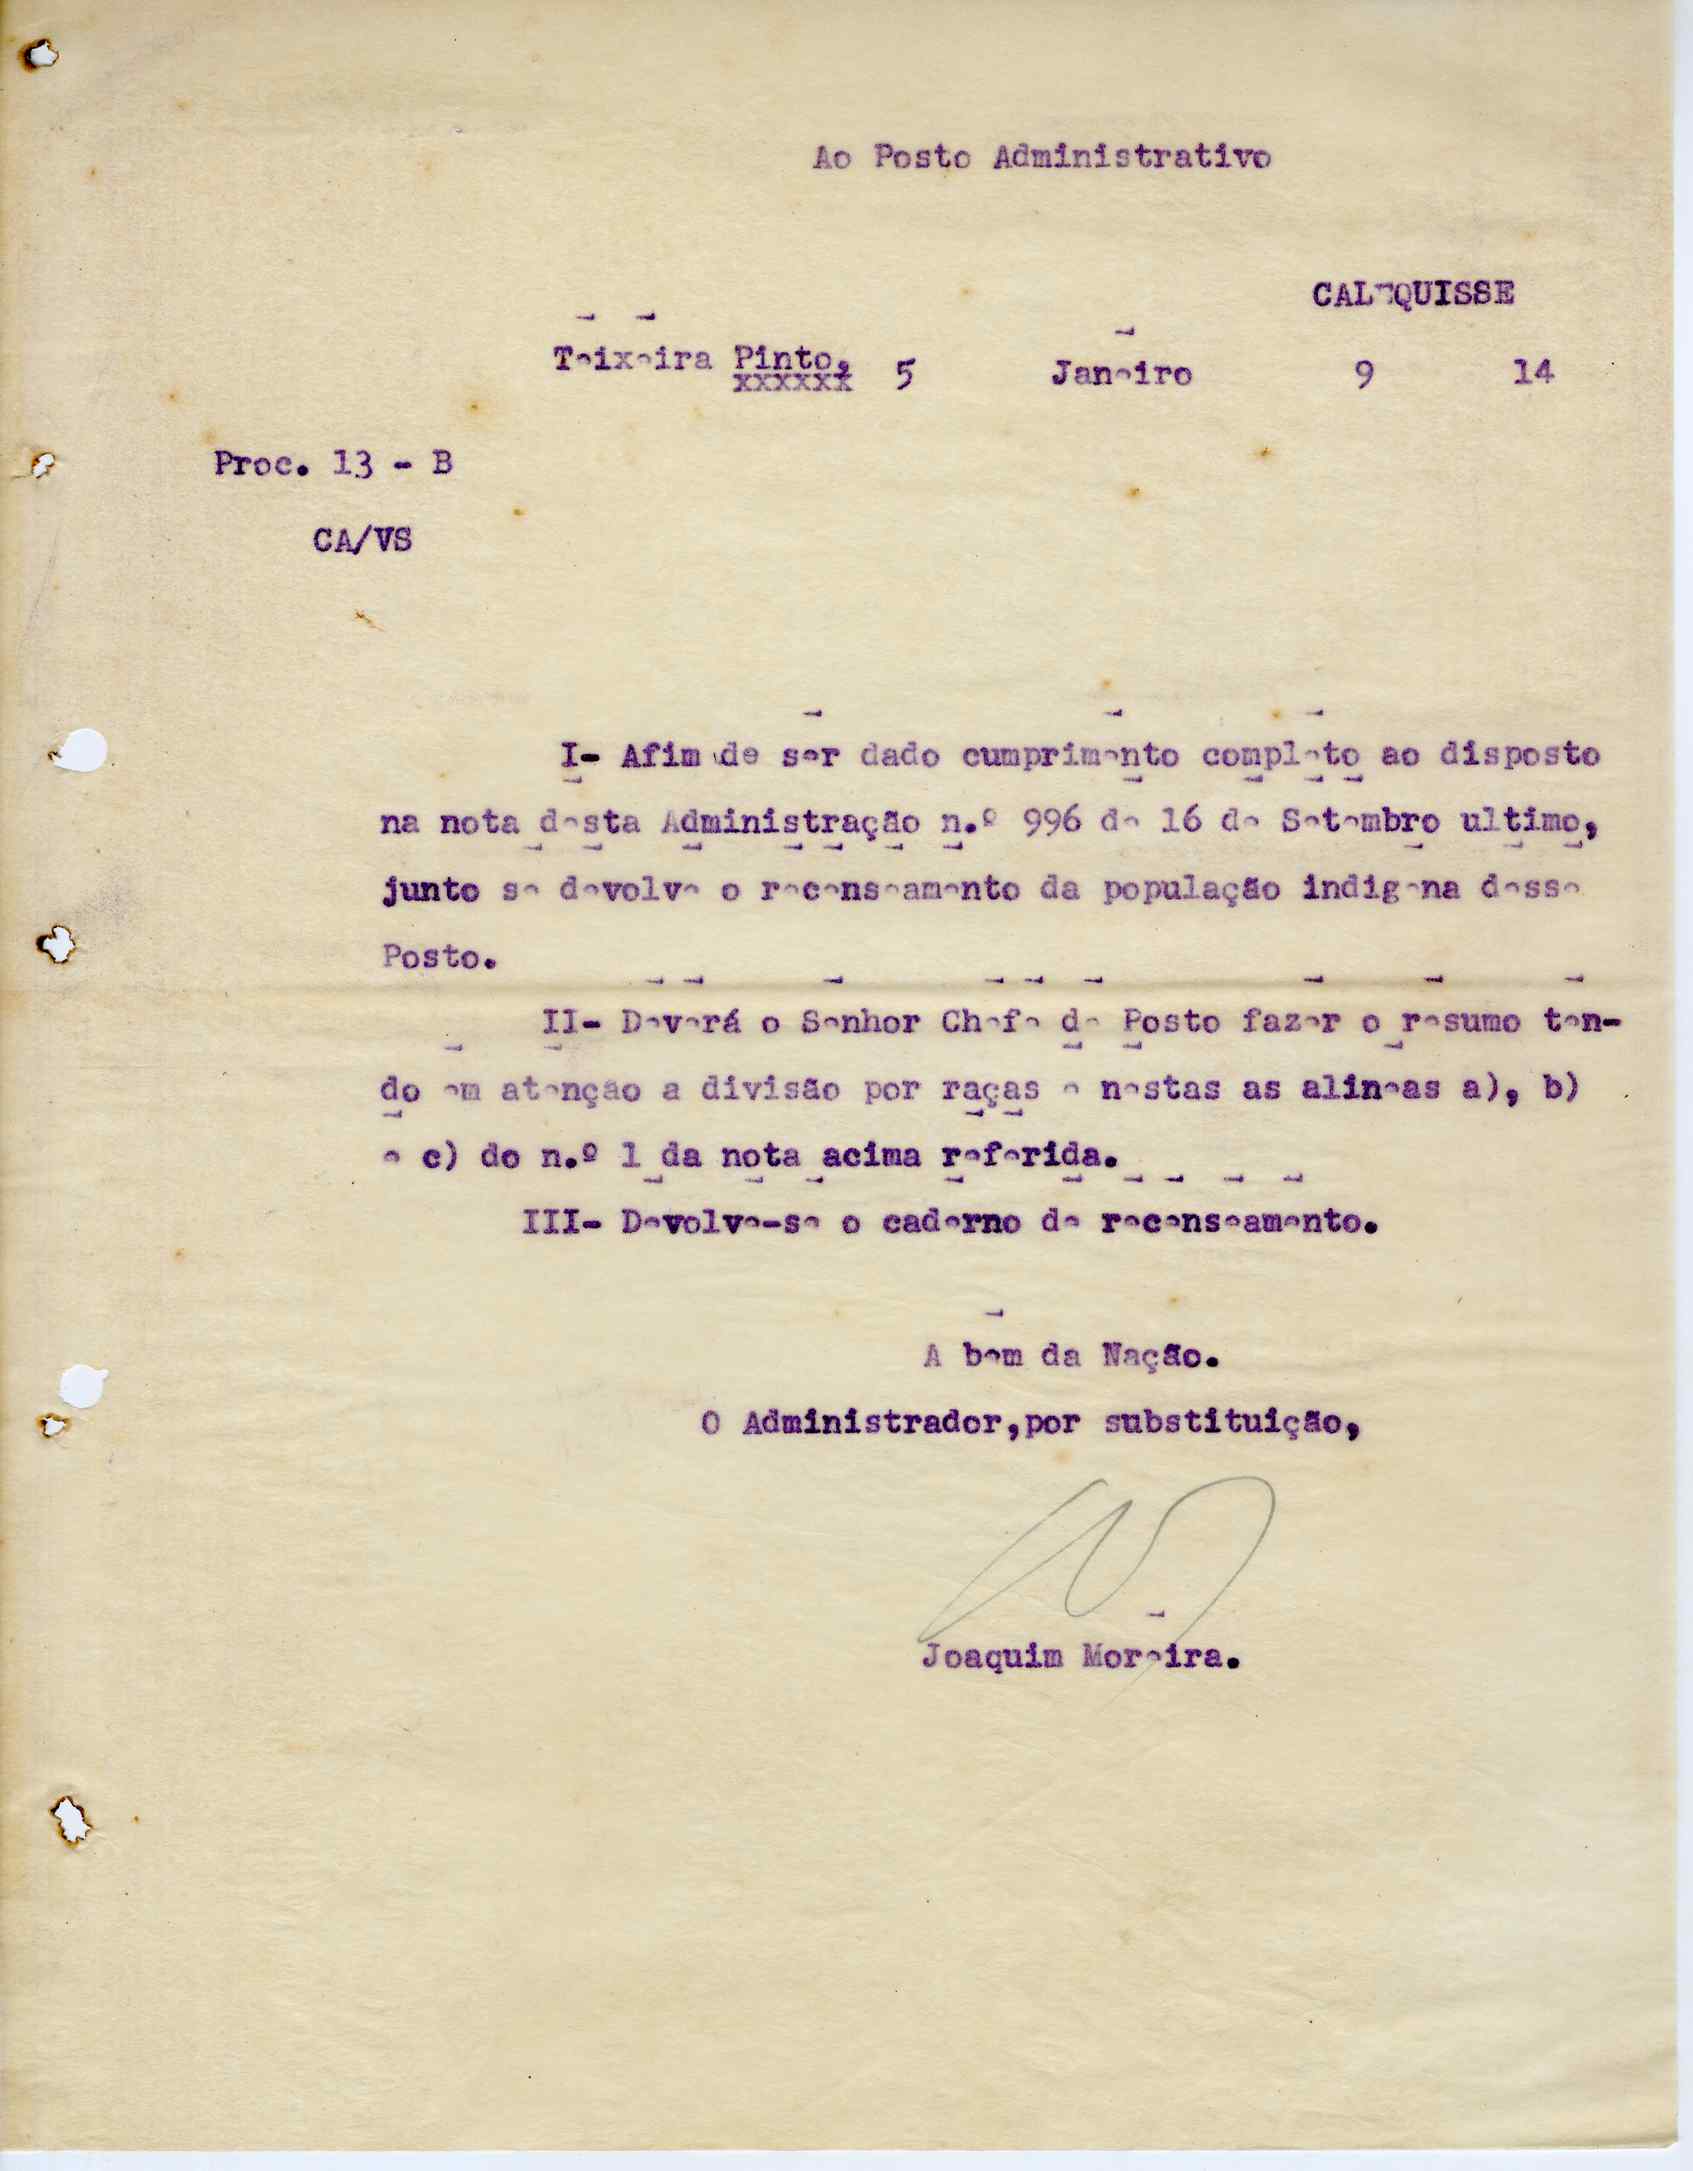 Ao Posto Administrativo
CALEQUISSE
Teixeira Pinto, 5 Janeiro 9 14
xxxxxx
Proc. 13 - B
CA/VS
I- Afim de ser dado cumprimento completo ao disposto
na nota desta Administração n.º 996 de 16 de Setembro ultimo,
junto se devolve o recenseamento da população indigena desse
Posto.
II- Deverá o Senhor Chefe de Posto fazer o resumo ten-
do em atenção a divisão por raças e nestas as alineas a), b)
e c) do n.º 1 da nota acima referida.
III- Devolve-se o caderno de recenseamento.
A bem da Nação.
O Administrador,por substituição,
Joaquim Moreira.